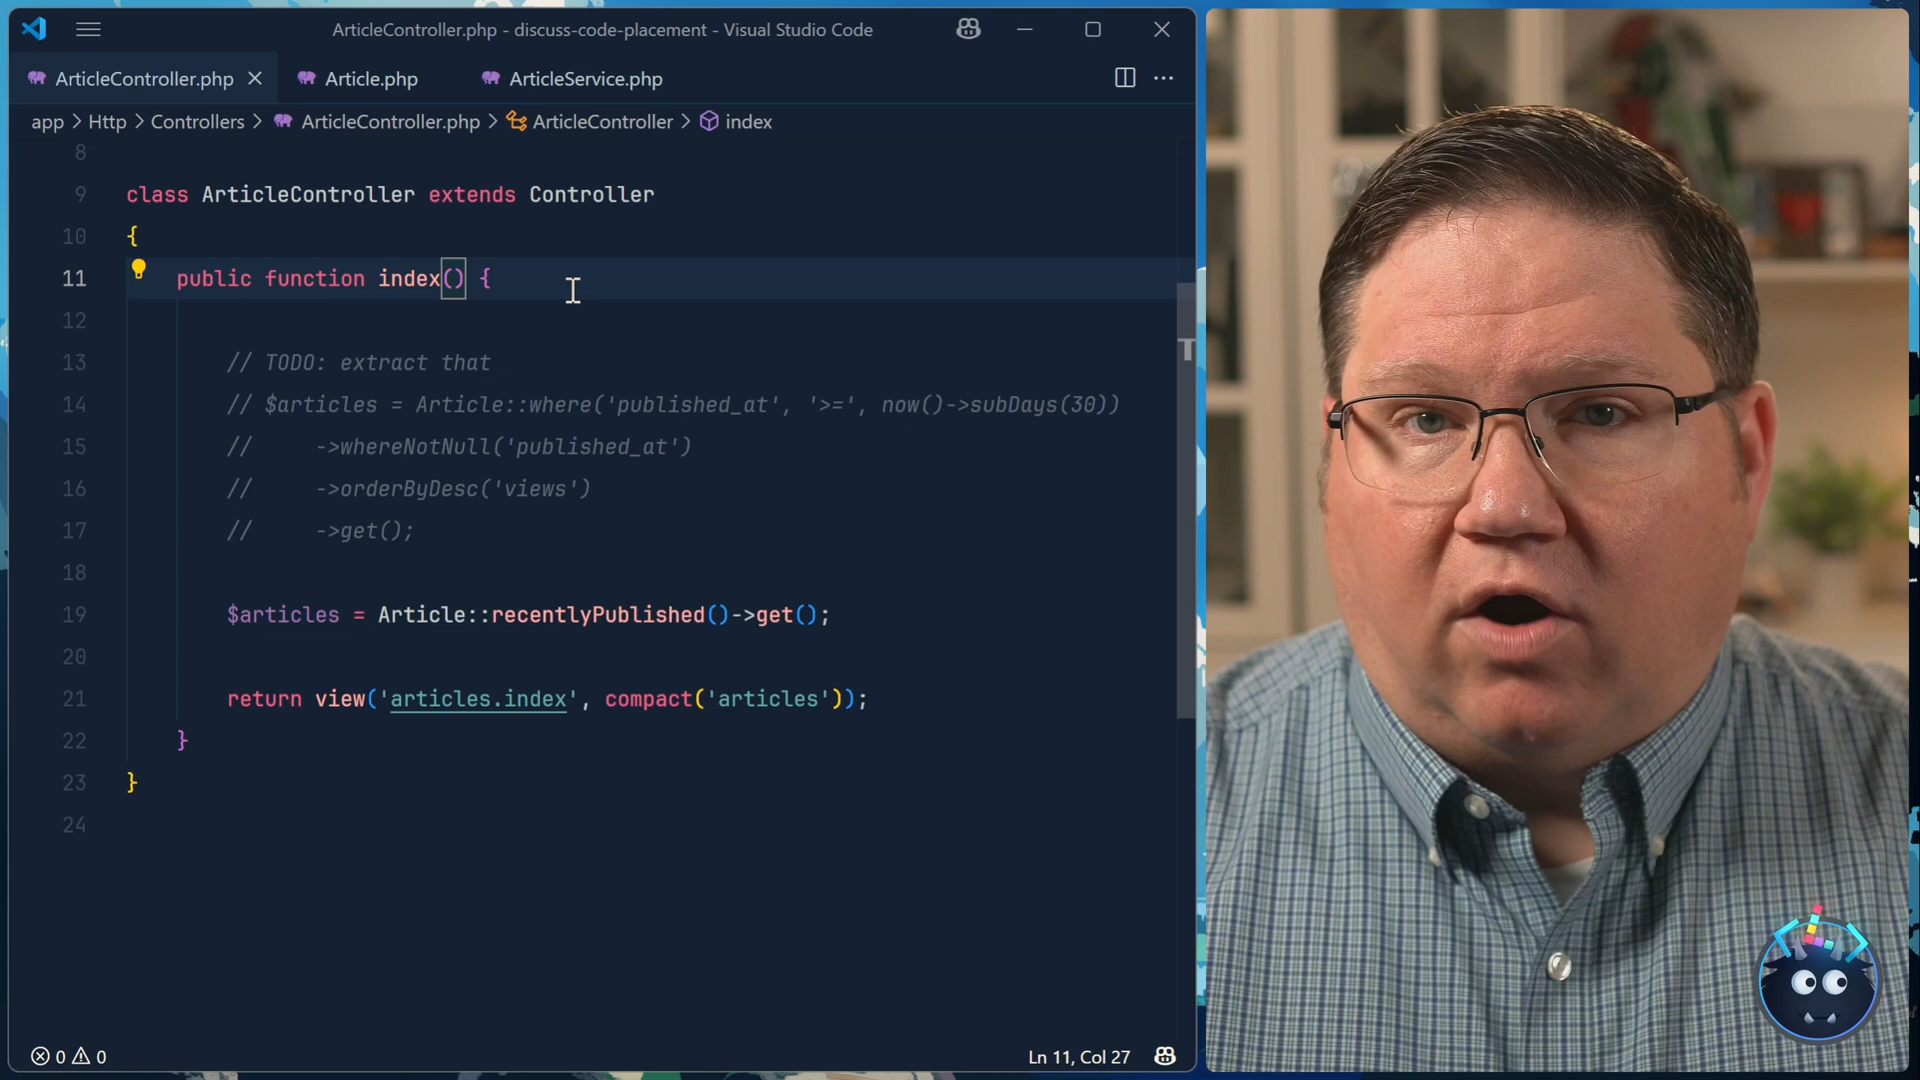 ArticleController.php - discuss-code-placement - Visual Studio Code
ArticleController.php
Article.php
ArticleService.php
app > Http > Controllers > ArticleController.php > ArticleController > index
8
9 class ArticleController extends Controller
10 {
11 public function index() {
12
13 // TODO: extract that
14 // $articles = Article::where('published_at', '>=', now()->subDays(30))
15 // ->whereNotNull('published_at')
16 // ->orderByDesc('views')
17 // ->get();
18
19 $articles = Article::recentlyPublished()->get();
20
21 return view('articles.index', compact('articles'));
22 }
23 }
24
0 0
Ln 11, Col 27